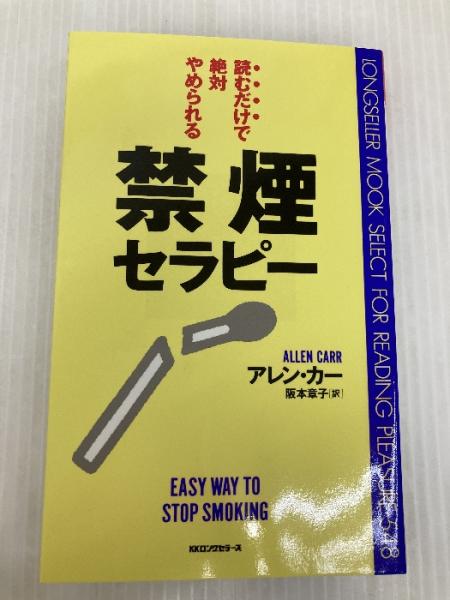 読むだけで
絶対
やめられる
禁煙
セラピー
ALLEN CARR
アレン・カー
阪本章子[訳]
EASY WAY TO
STOP SMOKING
KKロングセラーズ
LONGSELLER MOOK SELECT FOR READING PLEASURE 548